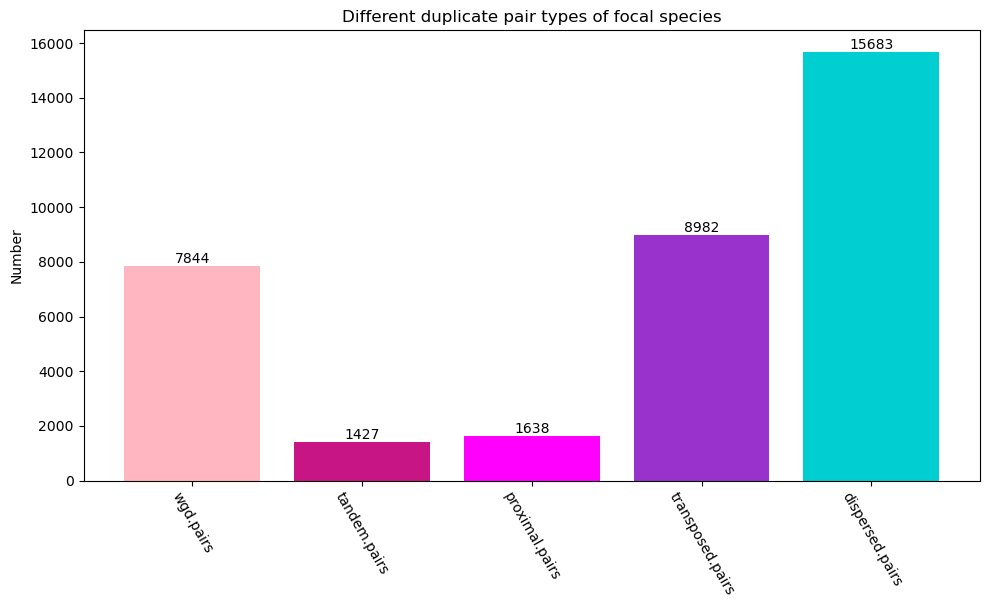 Different duplicate pair types of focal species
Number
16000
14000
12000
10000
8000
6000
4000
2000
0
7844
1427
1638
8982
15683
wgd.pairs
tandem.pairs
proximal.pairs
transposed.pairs
dispersed.pairs